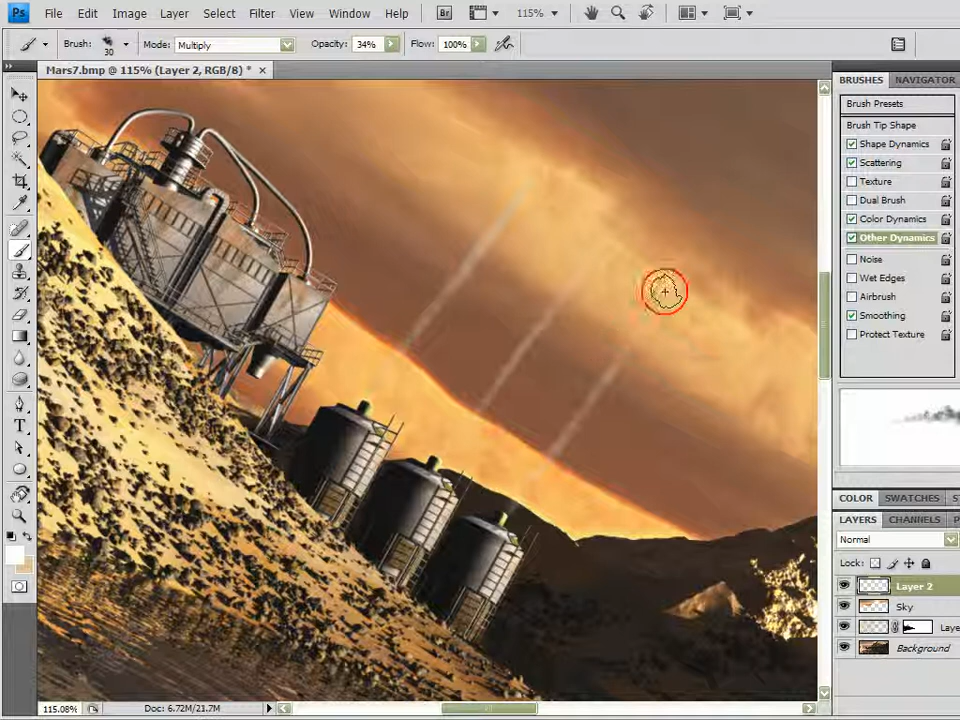 Ps File Edit Image Layer Select Filter View Window Help Br 115%
Brush: 30 Mode: Multiply Opacity: 34% Flow: 100%
Mars7.bmp @ 115% (Layer 2, RGB/8) *
BRUSHES NAVIGATOR
Brush Presets
Brush Tip Shape
Shape Dynamics
Scattering
Texture
Dual Brush
Color Dynamics
Other Dynamics
Noise
Wet Edges
Airbrush
Smoothing
Protect Texture
COLOR SWATCHES ST
LAYERS CHANNELS
Normal
Lock:
Layer 2
Sky
Laye
Background
115.08% Doc: 6.72M/21.7M